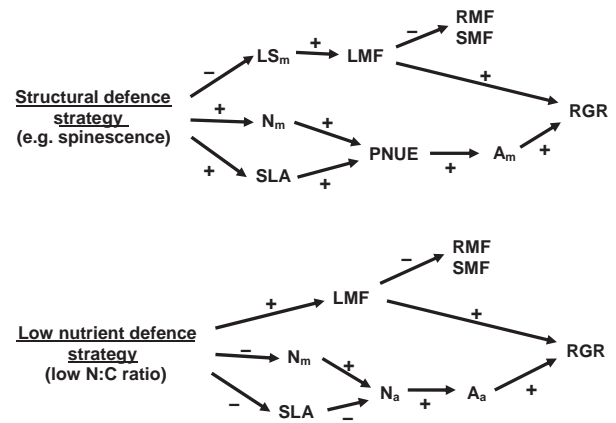 RMF
SMF
− + LSm + LMF − +
Structural defence
strategy
(e.g. spinescence)
+ Nm + RGR
PNUE + Am +
+ SLA +
RMF
SMF
−
+ LMF +
Low nutrient defence
strategy
(low N:C ratio)
− Nm + RGR
Na + Aa +
− SLA −